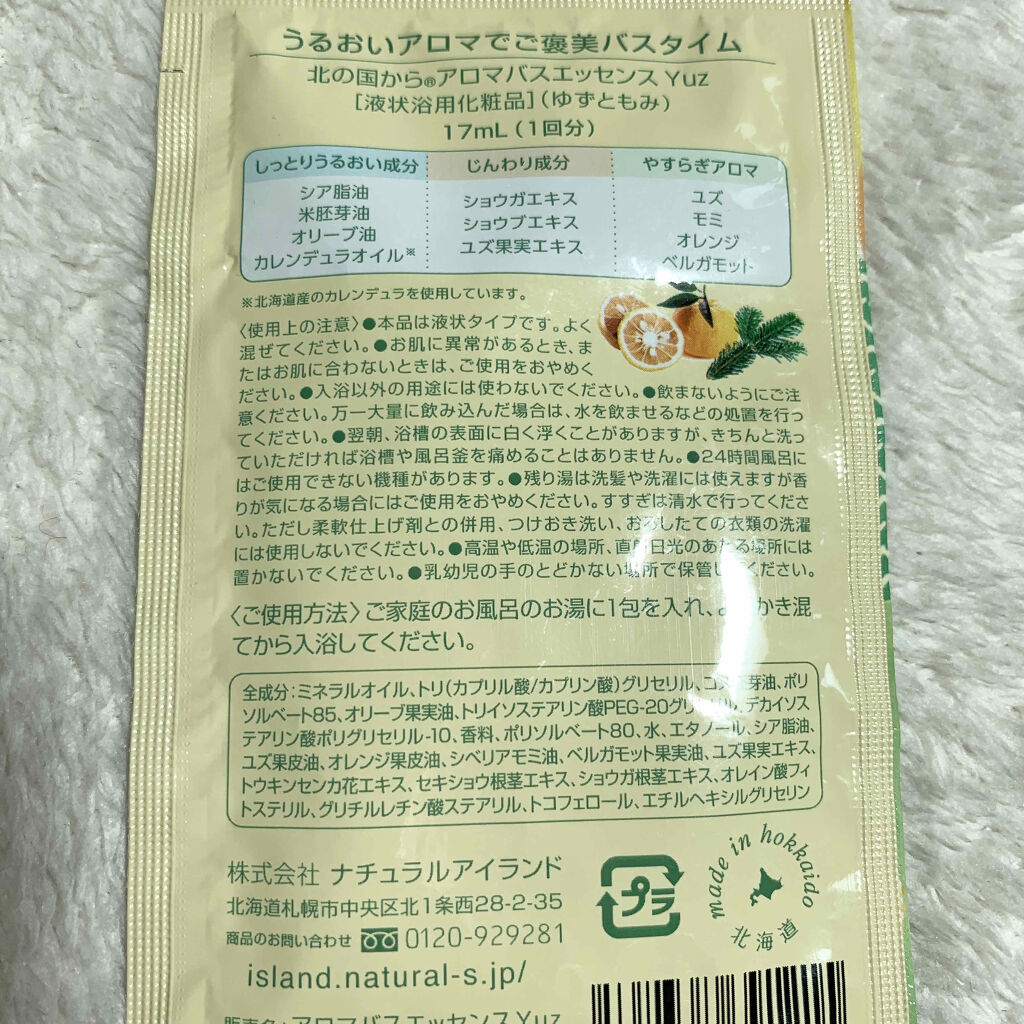 うるおいアロマでご褒美バスタイム
北の国から®アロマバスエッセンスYuz
[液状浴用化粧品](ゆずともみ)
17mL(1回分)
しっとりうるおい成分 じんわり成分 やすらぎアロマ
シア脂油 ショウガエキス ユズ
米胚芽油 ショウブエキス モミ
オリーブ油 ユズ果実エキス オレンジ
カレンデュラオイル※ ベルガモット
※北海道産のカレンデュラを使用しています。
〈使用上の注意〉●本品は液状タイプです。よく
混ぜてください。●お肌に異常があるとき、ま
たはお肌に合わないときは、ご使用をおやめく
ださい。●入浴以外の用途には使わないでください。●飲まないようにご注
意ください。万一大量に飲み込んだ場合は、水を飲ませるなどの処置を行っ
てください。●翌朝、浴槽の表面に白く浮くことがありますが、きちんと洗っ
ていただければ浴槽や風呂釜を痛めることはありません。●24時間風呂に
はご使用できない機種があります。●残り湯は洗髪や洗濯には使えますが香
りが気になる場合にはご使用をおやめください。すすぎは清水で行ってくださ
い。ただし柔軟仕上げ剤との併用、つけおき洗い、おろしたての衣類の洗濯
には使用しないでください。●高温や低温の場所、直射日光のあたる場所には
置かないでください。●乳幼児の手のとどかない場所で保管してください。
〈ご使用方法〉ご家庭のお風呂のお湯に1包を入れ、よくかき混
ぜてから入浴してください。
全成分:ミネラルオイル、トリ(カプリル酸/カプリン酸)グリセリル、コメ胚芽油、ポリ
ソルベート85、オリーブ果実油、トリイソステアリン酸PEG-20グリセリル、デカイソス
テアリン酸ポリグリセリル-10、香料、ポリソルベート80、水、エタノール、シア脂油、
ユズ果皮油、オレンジ果皮油、シベリアモミ油、ベルガモット果実油、ユズ果実エキス、
トウキンセンカ花エキス、セキショウ根茎エキス、ショウガ根茎エキス、オレイン酸フィ
トステリル、グリチルレチン酸ステアリル、トコフェロール、エチルヘキシルグリセリン
株式会社 ナチュラルアイランド
北海道札幌市中央区北1条西28-2-35
商品のお問い合わせ 0120-929281
island.natural-s.jp/
プラ
made in hokkaido
北海道
販売名:アロマバスエッセンスYuz